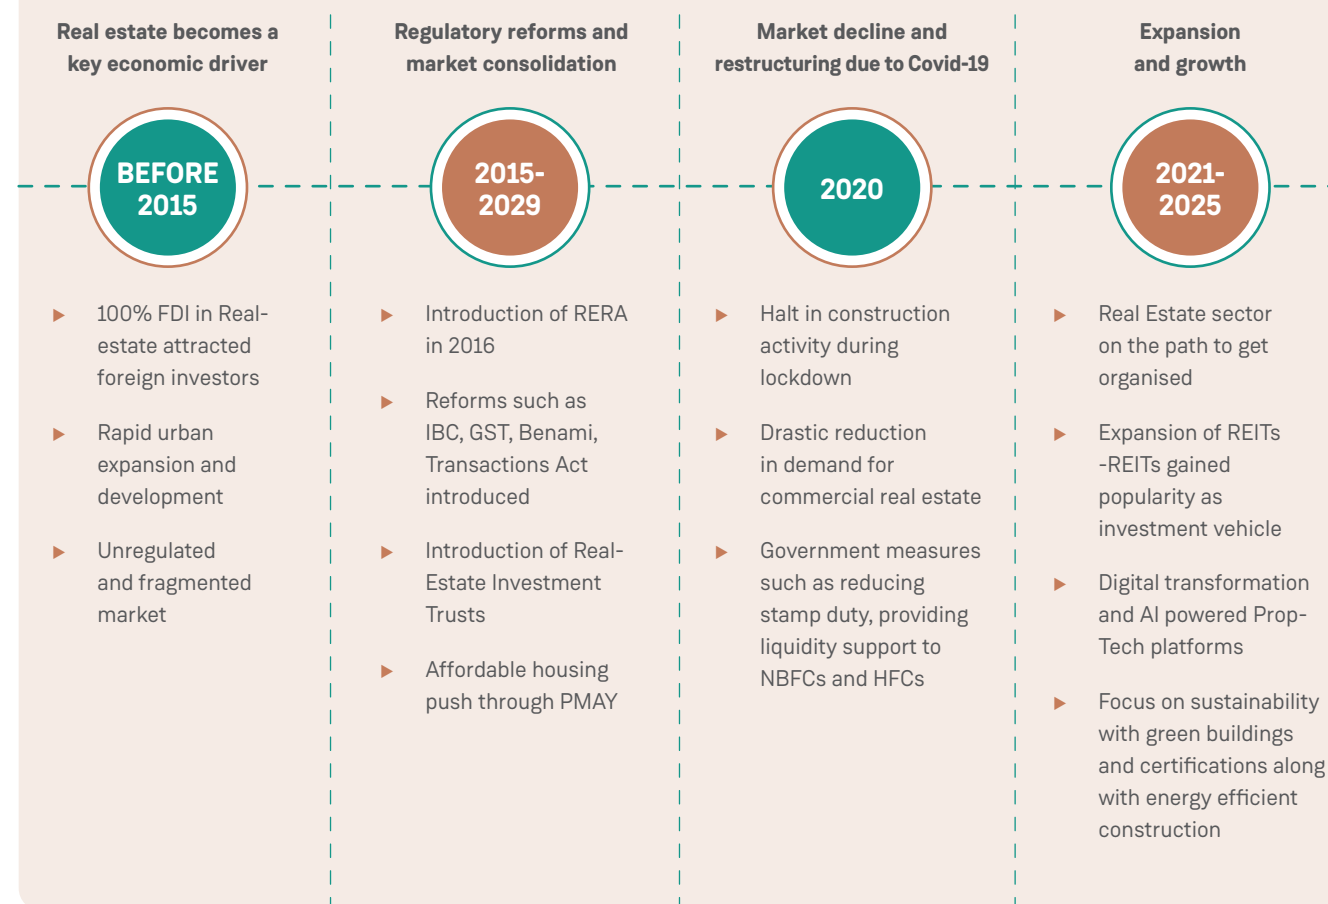 Real estate becomes a
key economic driver
BEFORE
2015
100% FDI in Real-
estate attracted
foreign investors
Rapid urban
expansion and
development
Unregulated
and fragmented
market
Regulatory reforms and
market consolidation
2015-
2029
Introduction of RERA
in 2016
Reforms such as
IBC, GST, Benami,
Transactions Act
introduced
Introduction of Real-
Estate Investment
Trusts
Affordable housing
push through PMAY
Market decline and
restructuring due to Covid-19
2020
Halt in construction
activity during
lockdown
Drastic reduction
in demand for
commercial real estate
Government measures
such as reducing
stamp duty, providing
liquidity support to
NBFCs and HFCs
Expansion
and growth
2021-
2025
Real Estate sector
on the path to get
organised
Expansion of REITs
-REITs gained
popularity as
investment vehicle
Digital transformation
and AI powered Prop-
Tech platforms
Focus on sustainability
with green buildings
and certifications along
with energy efficient
construction